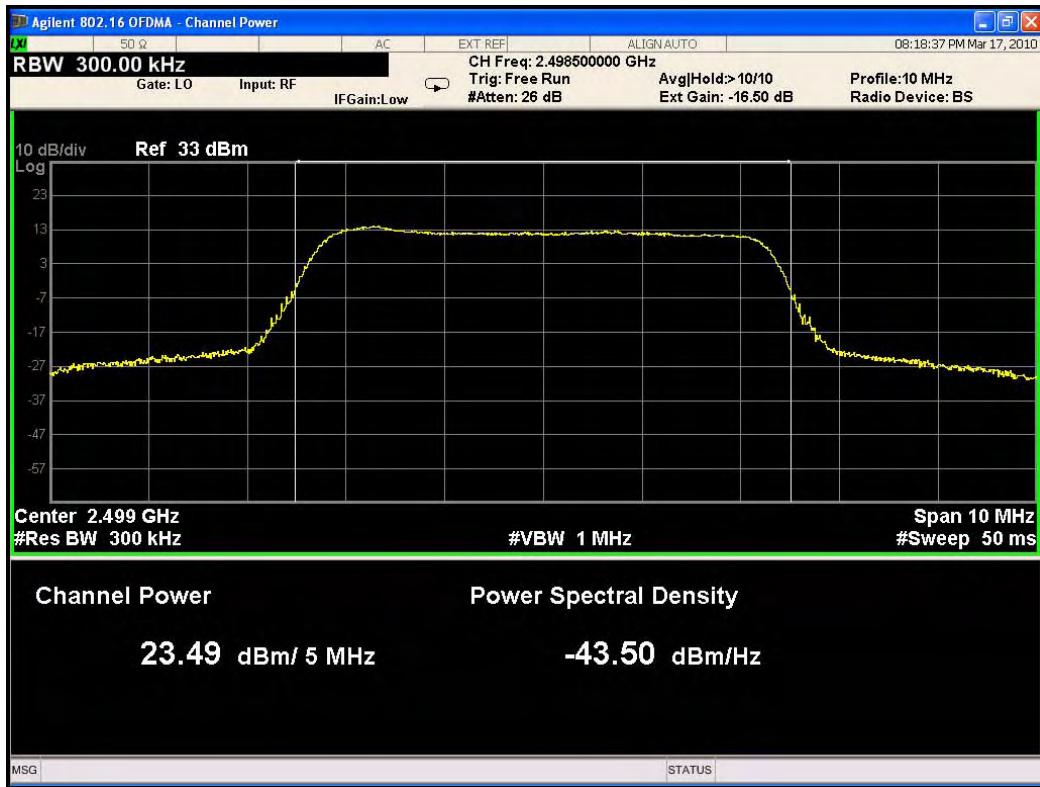 Agilent 802.16 OFDMA - Channel Power
LXI 50 Ω AC EXT REF ALIGN AUTO 08:18:37 PM Mar 17, 2010
RBW 300.00 kHz CH Freq: 2.498500000 GHz
Gate: LO Input: RF Trig: Free Run Avg|Hold:>10/10 Profile:10 MHz
IFGain:Low #Atten: 26 dB Ext Gain: -16.50 dB Radio Device: BS
10 dB/div Ref 33 dBm
Log
23
13
3
-7
-17
-27
-37
-47
-57
Center 2.499 GHz Span 10 MHz
#Res BW 300 kHz #VBW 1 MHz #Sweep 50 ms
Channel Power Power Spectral Density
23.49 dBm/ 5 MHz -43.50 dBm/Hz
MSG STATUS